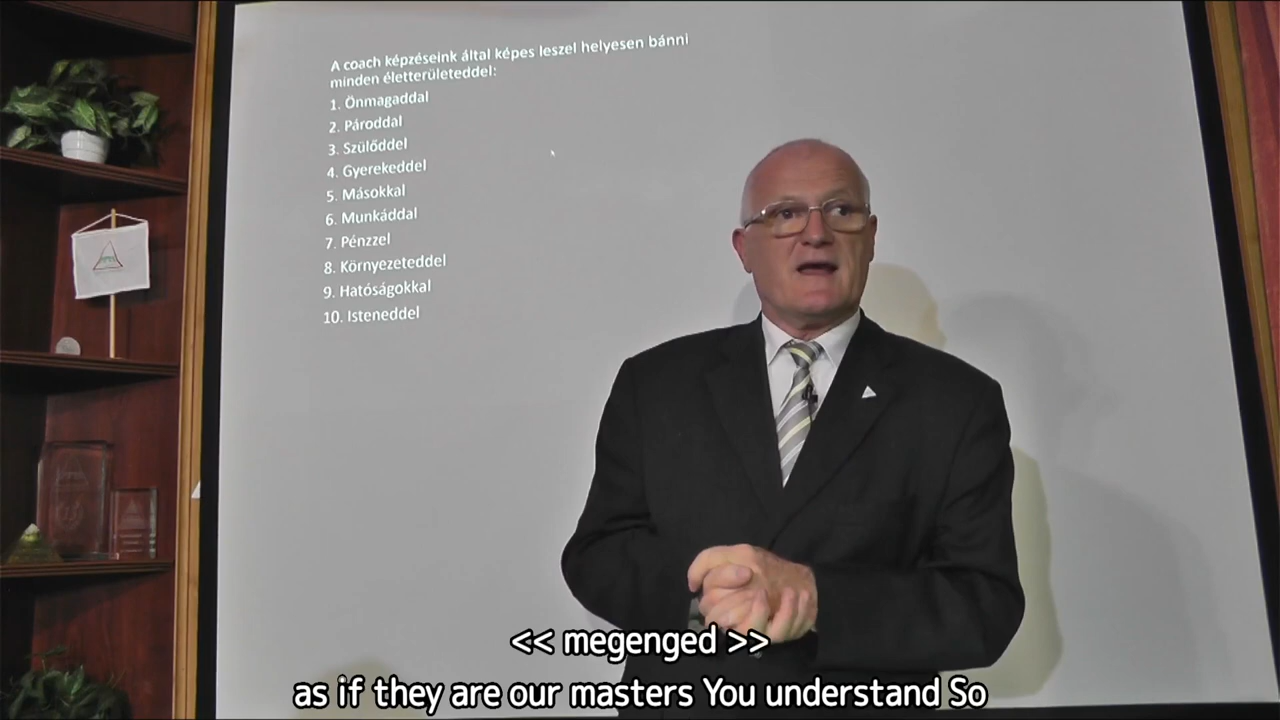 A coach képzéseink által képes leszel helyesen bánni
minden életterületeddel:
1. Önmagaddal
2. Pároddal
3. Szülőddel
4. Gyerekeddel
5. Másokkal
6. Munkáddal
7. Pénzzel
8. Környezeteddel
9. Hatóságokkal
10. Isteneddel
<< megenged >>
as if they are our masters You understand So